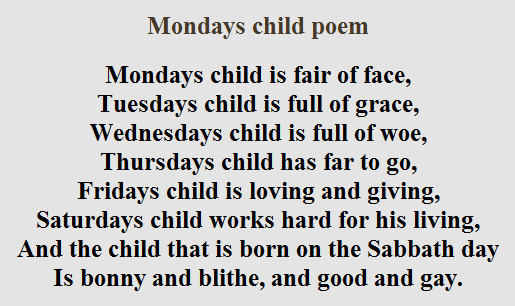 Mondays child poem
Mondays child is fair of face,
Tuesdays child is full of grace,
Wednesdays child is full of woe,
Thursdays child has far to go,
Fridays child is loving and giving,
Saturdays child works hard for his living,
And the child that is born on the Sabbath day
Is bonny and blithe, and good and gay.